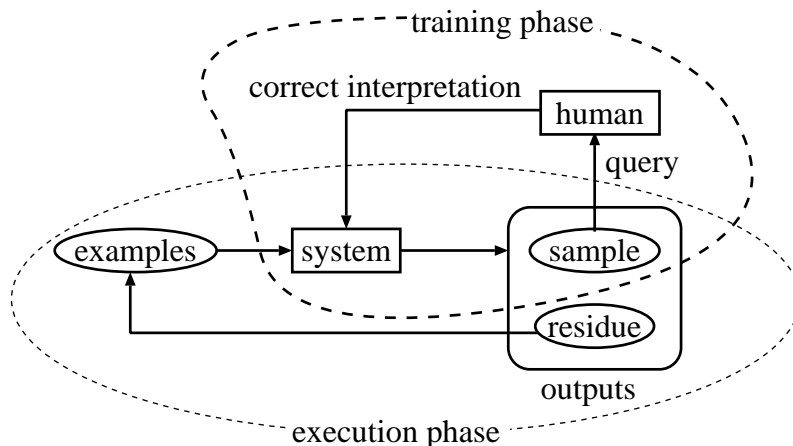 training phase
correct interpretation
human
query
examples
system
sample
residue
outputs
execution phase